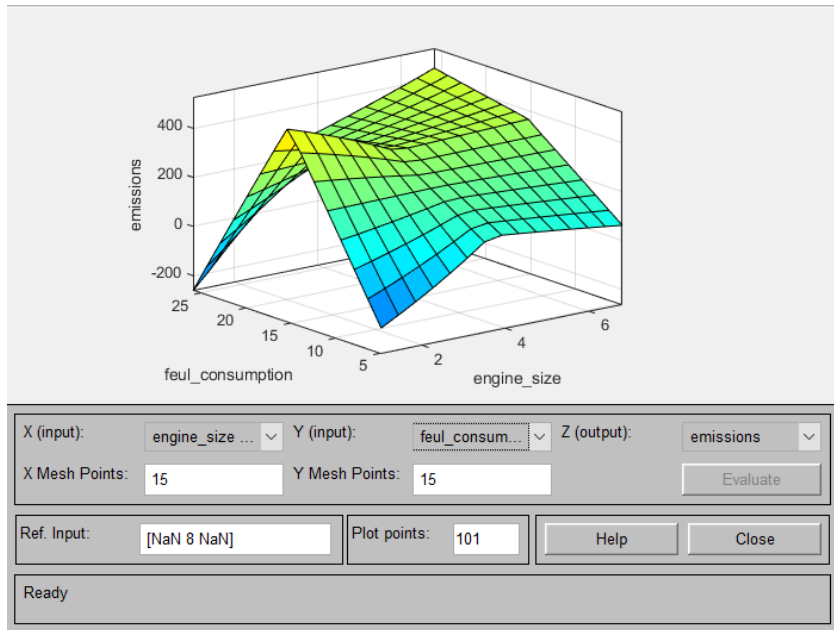 400
200
0
-200
emissions
25
20
15
10
5
2
4
6
feul_consumption
engine_size
X (input):
engine_size ...
Y (input):
feul_consum...
Z (output):
emissions
X Mesh Points:
15
Y Mesh Points:
15
Evaluate
Ref. Input:
[NaN 8 NaN]
Plot points:
101
Help
Close
Ready